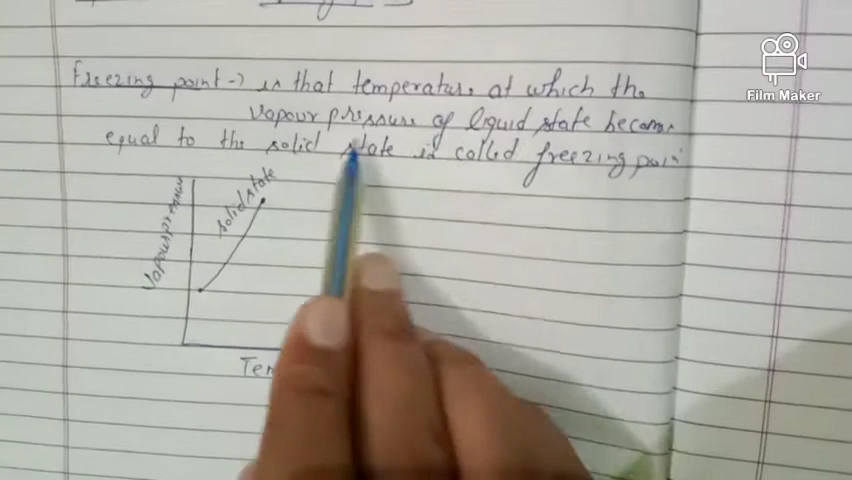 Freezing point → is that temperature at which the
vapour pressure of liquid state become
equal to the solid state is called freezing point
solid state
Vapour pressure
Tem
Film Maker